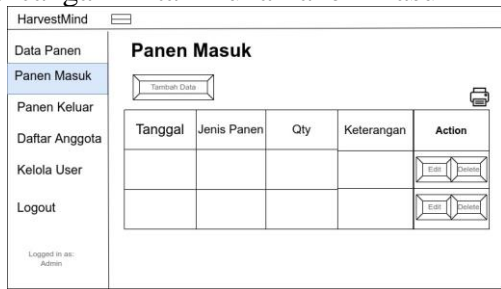 HarvestMind
Data Panen
Panen Masuk
Panen Keluar
Daftar Anggota
Kelola User
Logout
Logged in as:
Admin
Panen Masuk
Tambah Data
Tanggal Jenis Panen Qty Keterangan Action
Edit Delete
Edit Delete